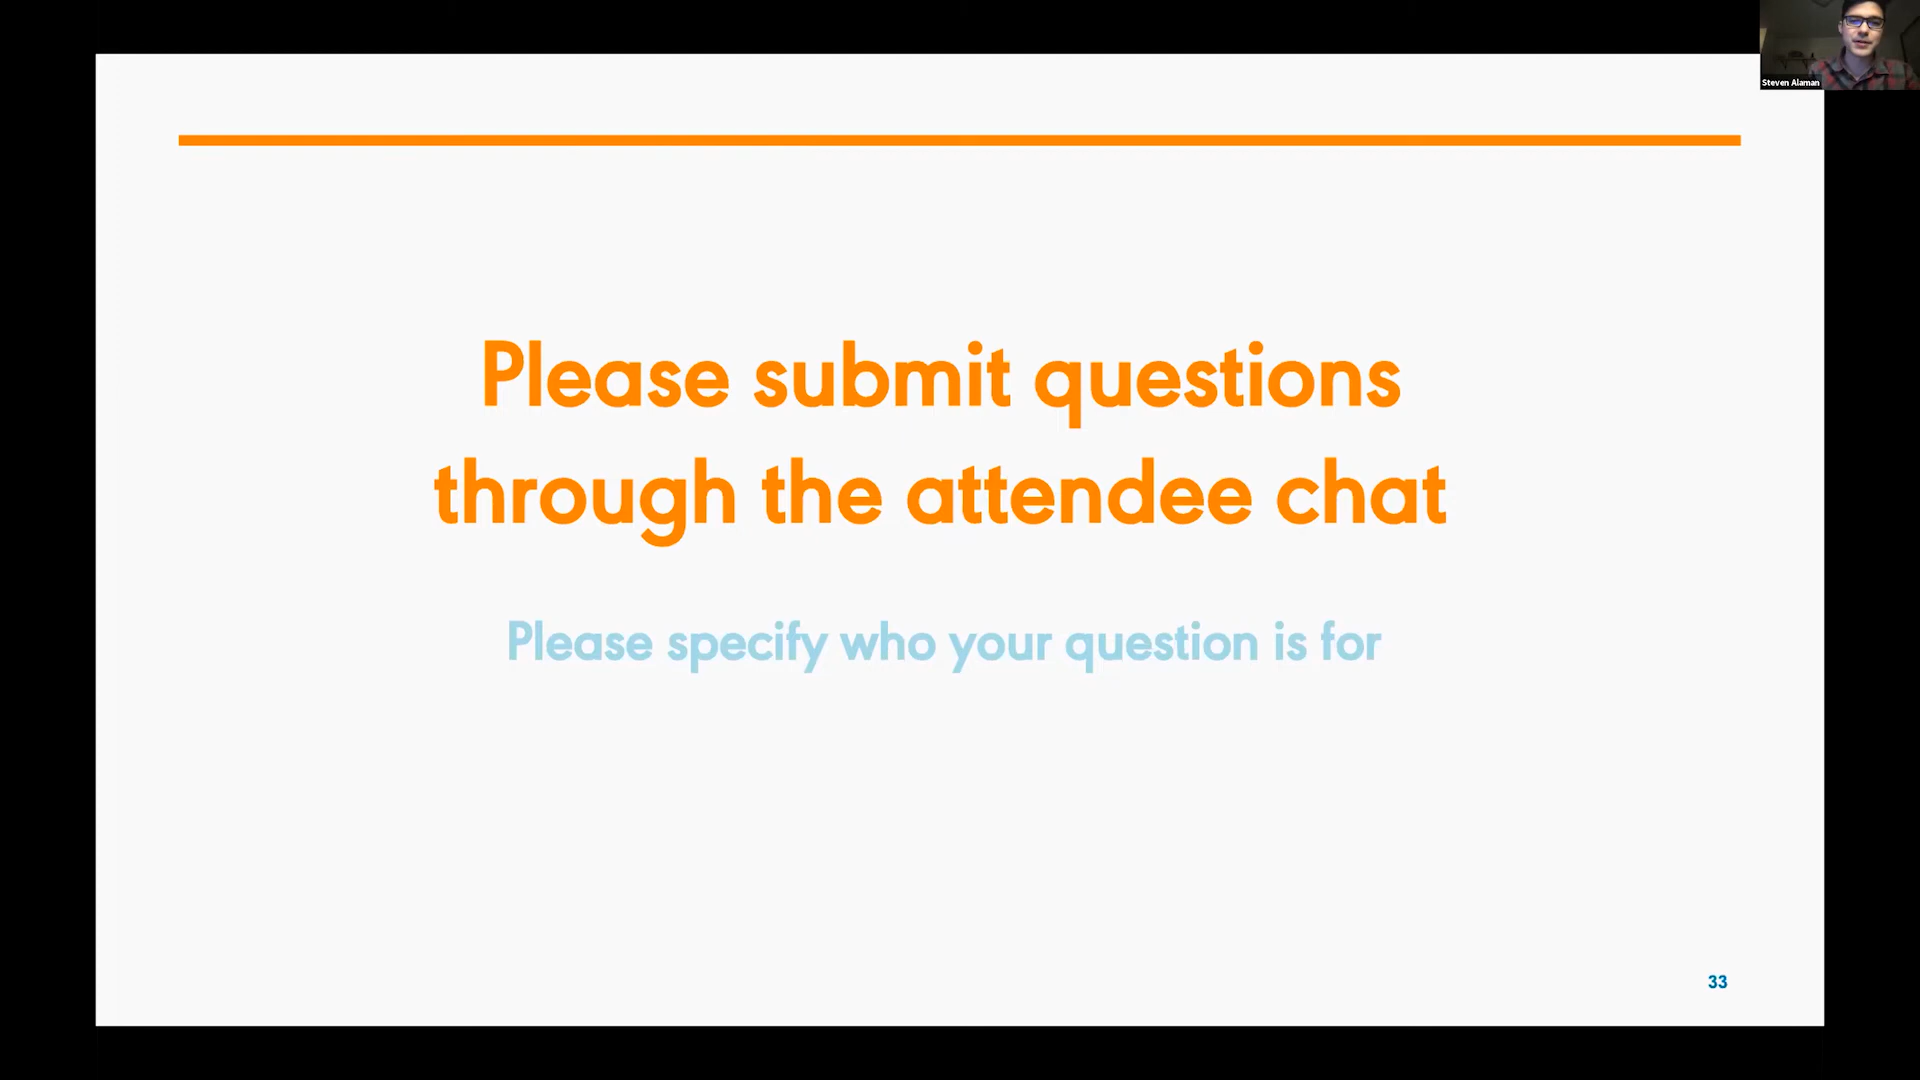 Steven Alaman
Please submit questions
through the attendee chat
Please specify who your question is for
33